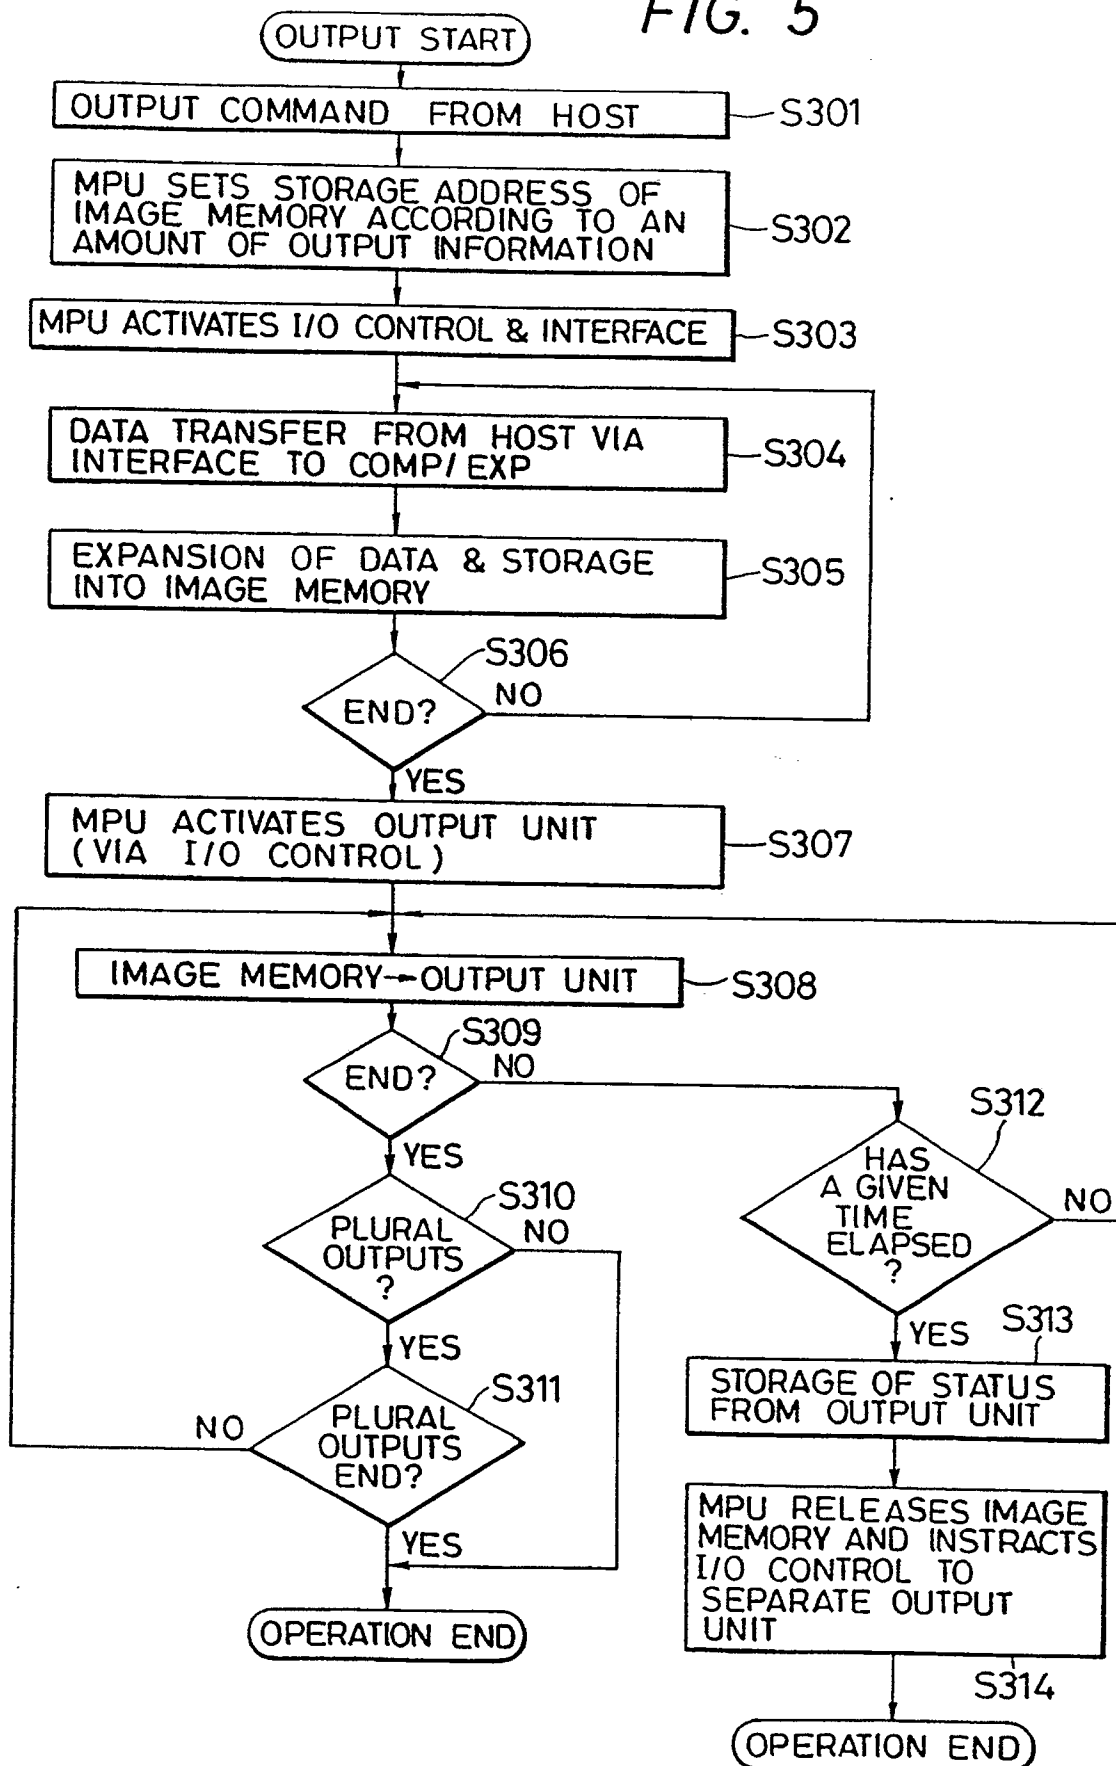 FIG. 5
OUTPUT START
OUTPUT COMMAND FROM HOST
S301
MPU SETS STORAGE ADDRESS OF
IMAGE MEMORY ACCORDING TO AN
AMOUNT OF OUTPUT INFORMATION
S302
MPU ACTIVATES I/O CONTROL & INTERFACE
S303
DATA TRANSFER FROM HOST VIA
INTERFACE TO COMP/EXP
S304
EXPANSION OF DATA & STORAGE
INTO IMAGE MEMORY
S305
S306
END?
NO
YES
MPU ACTIVATES OUTPUT UNIT
(VIA I/O CONTROL)
S307
IMAGE MEMORY→OUTPUT UNIT
S308
S309
END?
NO
YES
S310
PLURAL
OUTPUTS
?
NO
YES
S311
PLURAL
OUTPUTS
END?
NO
YES
OPERATION END
S312
HAS
A GIVEN
TIME
ELAPSED
?
NO
YES
S313
STORAGE OF STATUS
FROM OUTPUT UNIT
MPU RELEASES IMAGE
MEMORY AND INSTRACTS
I/O CONTROL TO
SEPARATE OUTPUT
UNIT
S314
OPERATION END